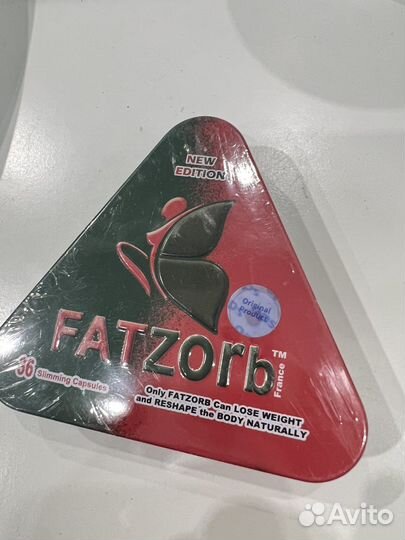 NEW
EDITION
Original
Product
FATzorb™
France
36 Slimming Capsules
Only FATZORB Can LOSE WEIGHT
and RESHAPE the BODY NATURALLY
Avito